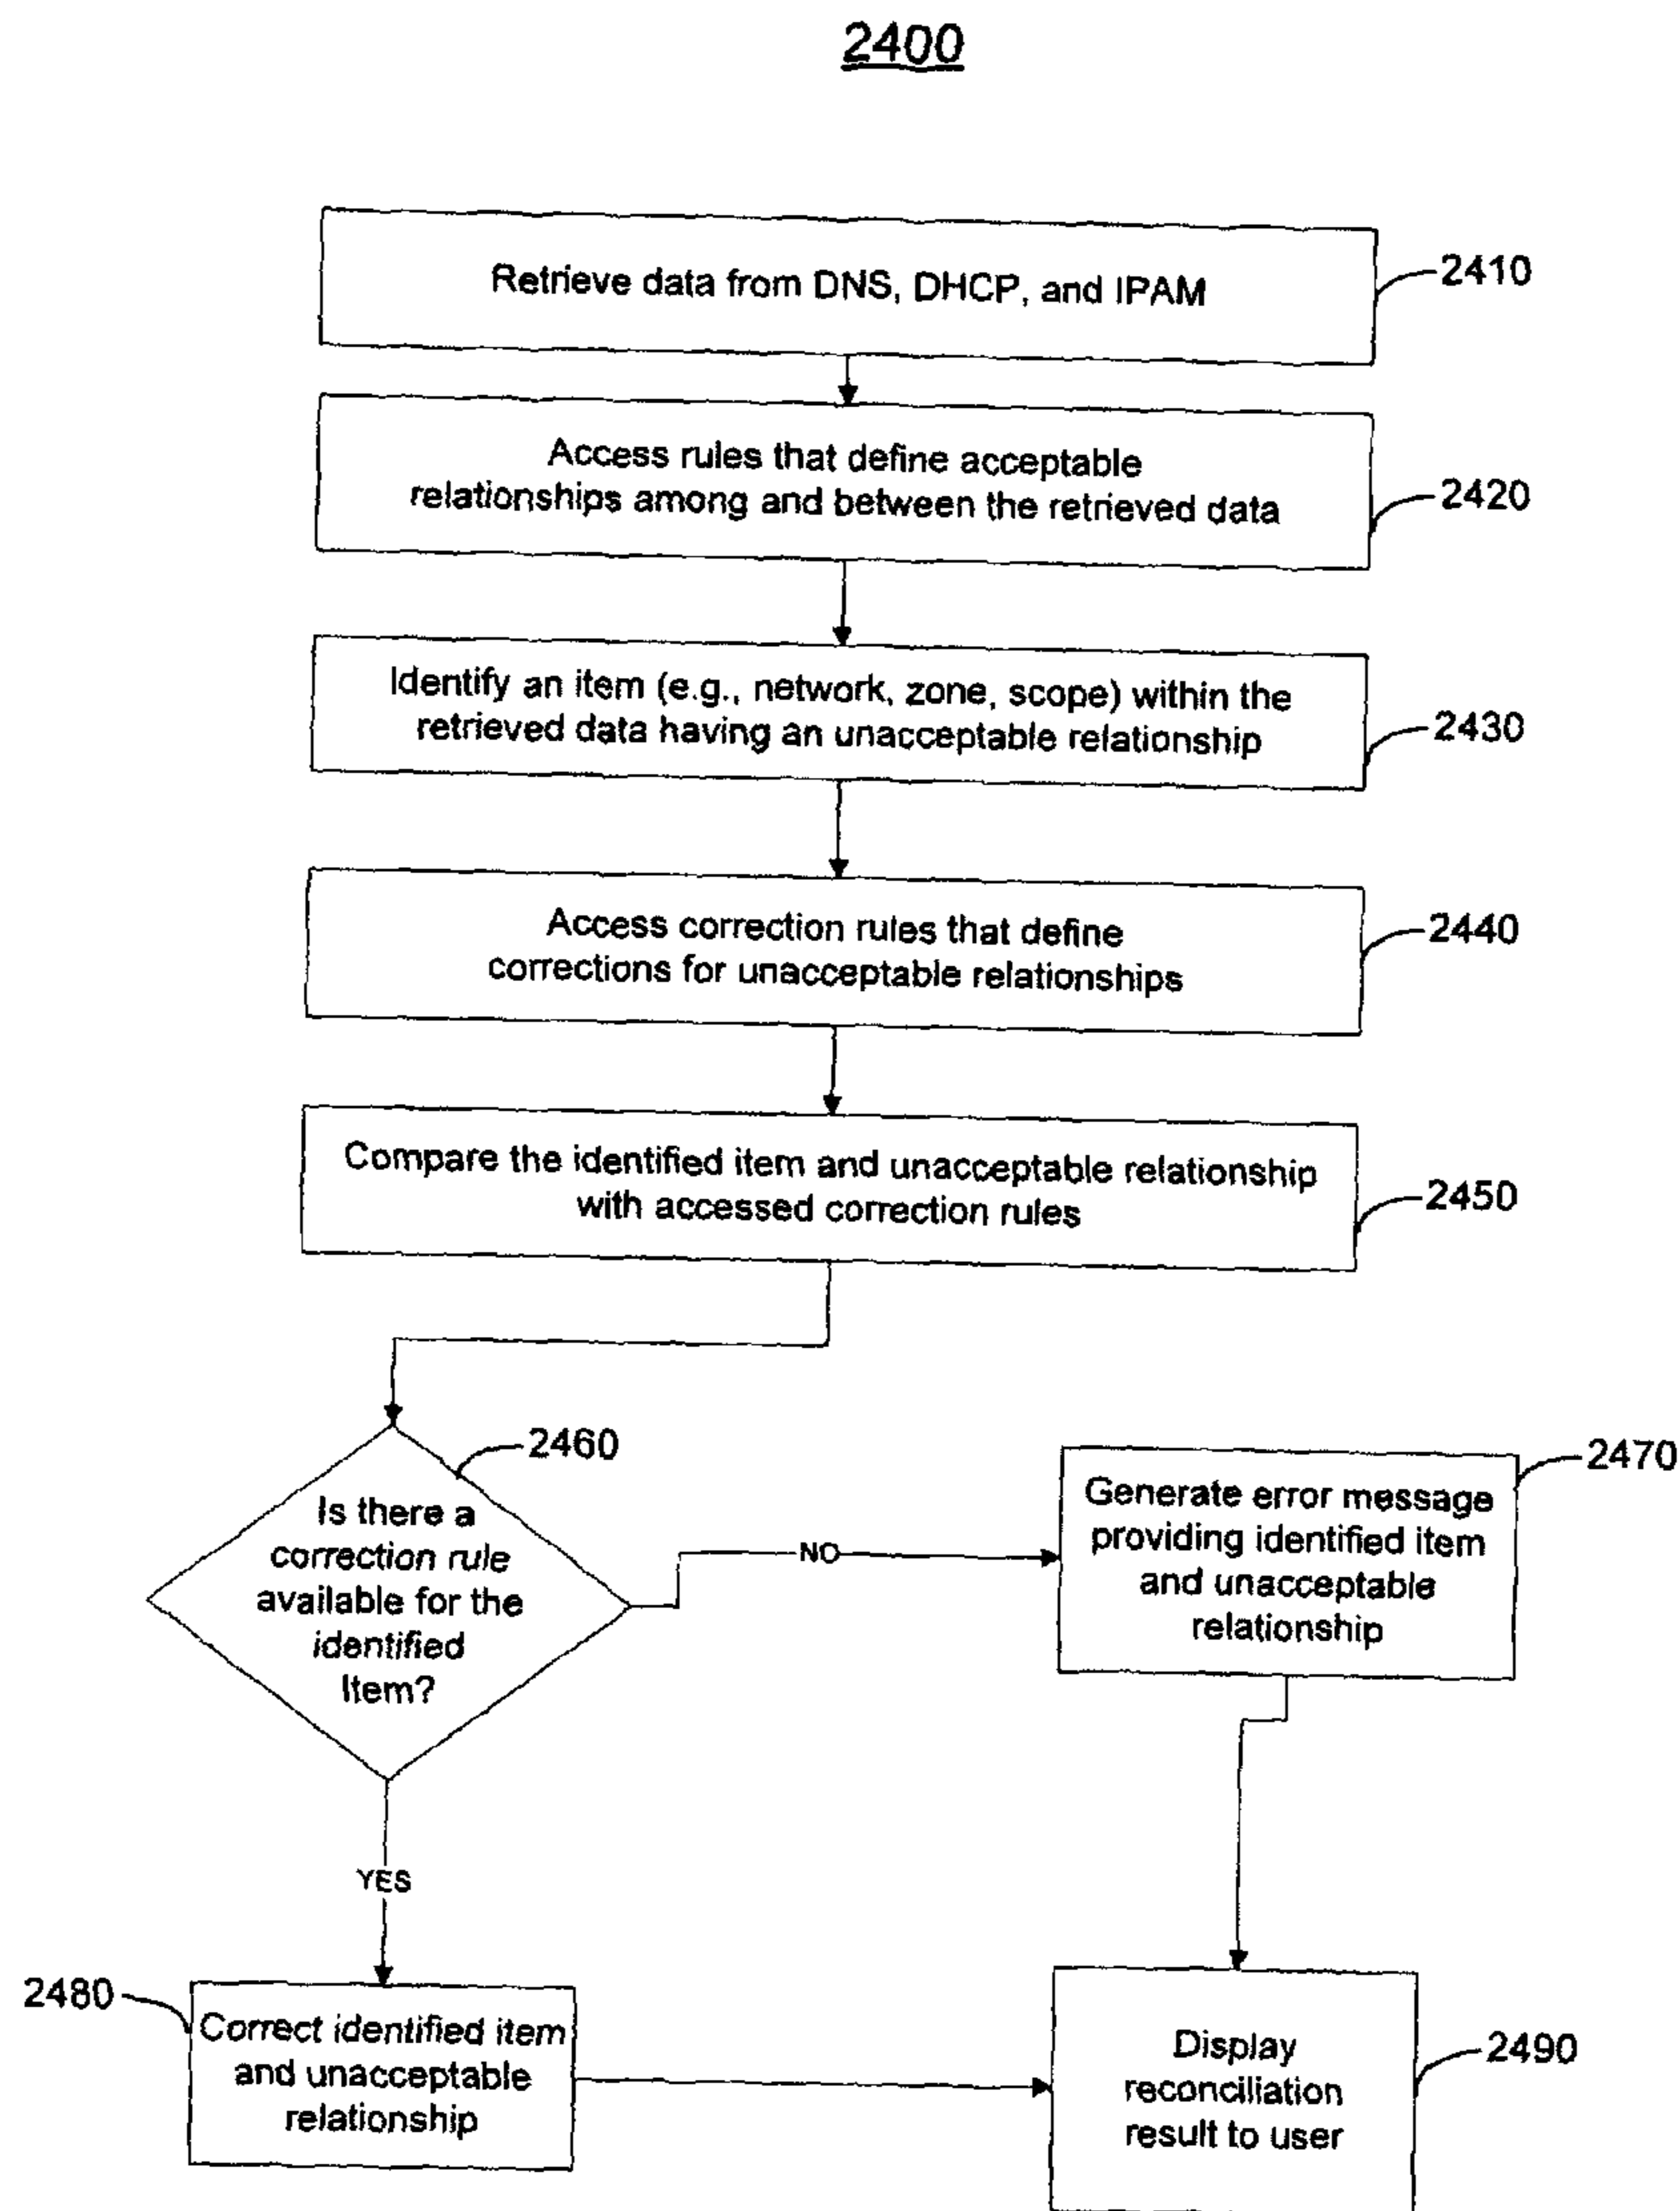 2400
Retrieve data from DNS, DHCP, and IPAM
2410
Access rules that define acceptable
relationships among and between the retrieved data
2420
Identify an item (e.g., network, zone, scope) within the
retrieved data having an unacceptable relationship
2430
Access correction rules that define
corrections for unacceptable relationships
2440
Compare the identified item and unacceptable relationship
with accessed correction rules
2450
2460
Is there a
correction rule
available for the
identified
Item?
NO
2470
Generate error message
providing identified item
and unacceptable
relationship
YES
2480
Correct identified item
and unacceptable
relationship
Display
reconciliation
result to user
2490